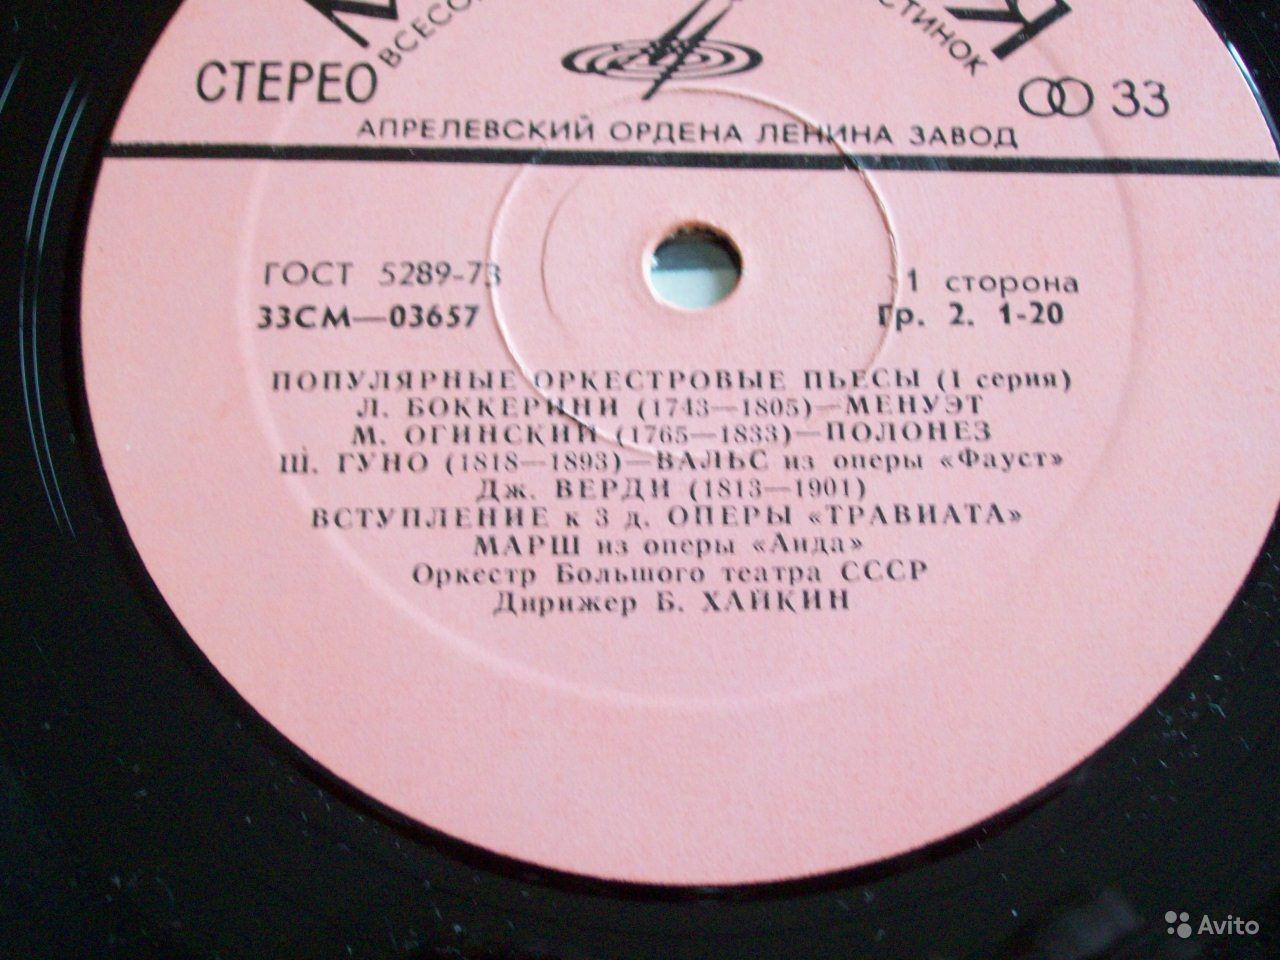 СТЕРЕО
33
АПРЕЛЕВСКИЙ ОРДЕНА ЛЕНИНА ЗАВОД
ГОСТ 5289-73
1 сторона
33СМ—03657
Гр. 2. 1-20
ПОПУЛЯРНЫЕ ОРКЕСТРОВЫЕ ПЬЕСЫ (1 серия)
Л. БОККЕРИНИ (1743—1805)—МЕНУЭТ
М. ОГИНСКИЙ (1765—1833)—ПОЛОНЕЗ
Ш. ГУНО (1818—1893)—ВАЛЬС из оперы «Фауст»
Дж. ВЕРДИ (1813—1901)
ВСТУПЛЕНИЕ к 3 д. ОПЕРЫ «ТРАВИАТА»
МАРШ из оперы «Аида»
Оркестр Большого театра СССР
Дирижер Б. ХАЙКИН
Avito